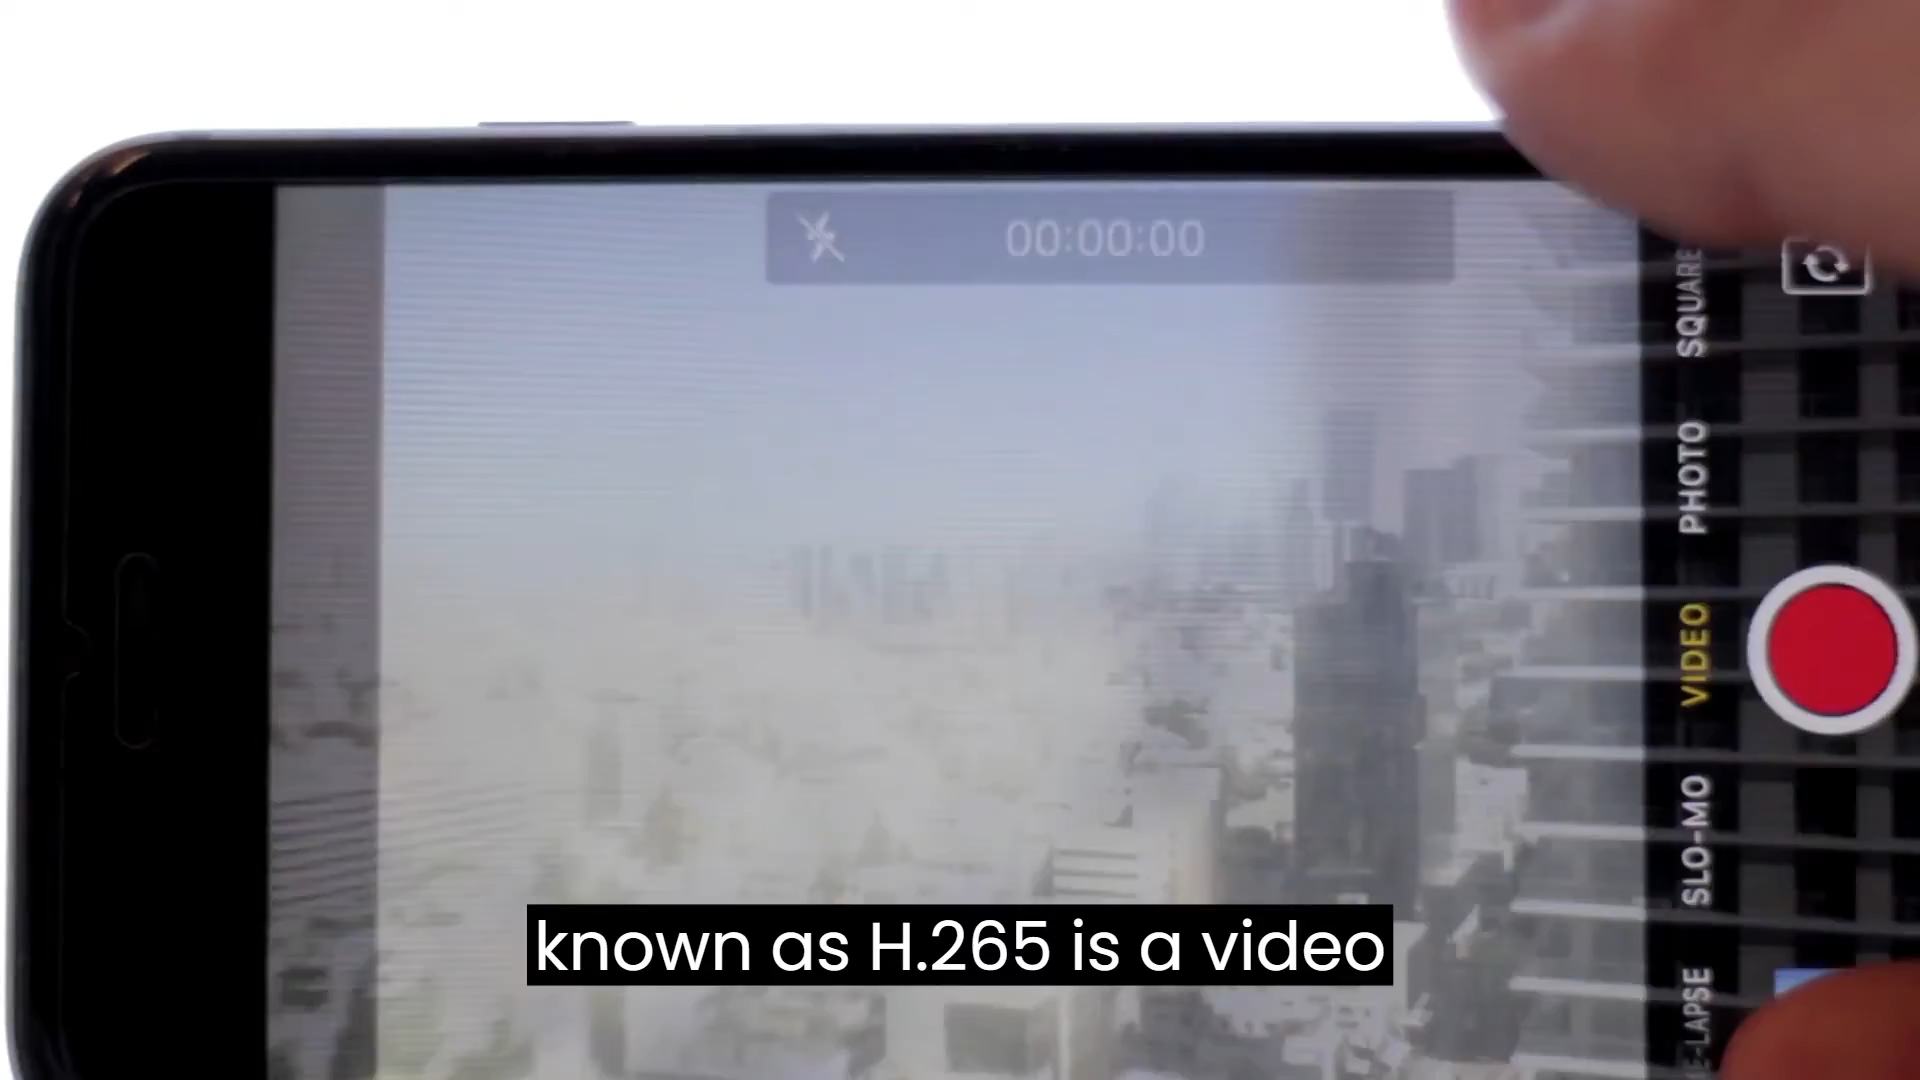 00:00:00
SQUARE
PHOTO
VIDEO
SLO-MO
E-LAPSE
known as H.265 is a video